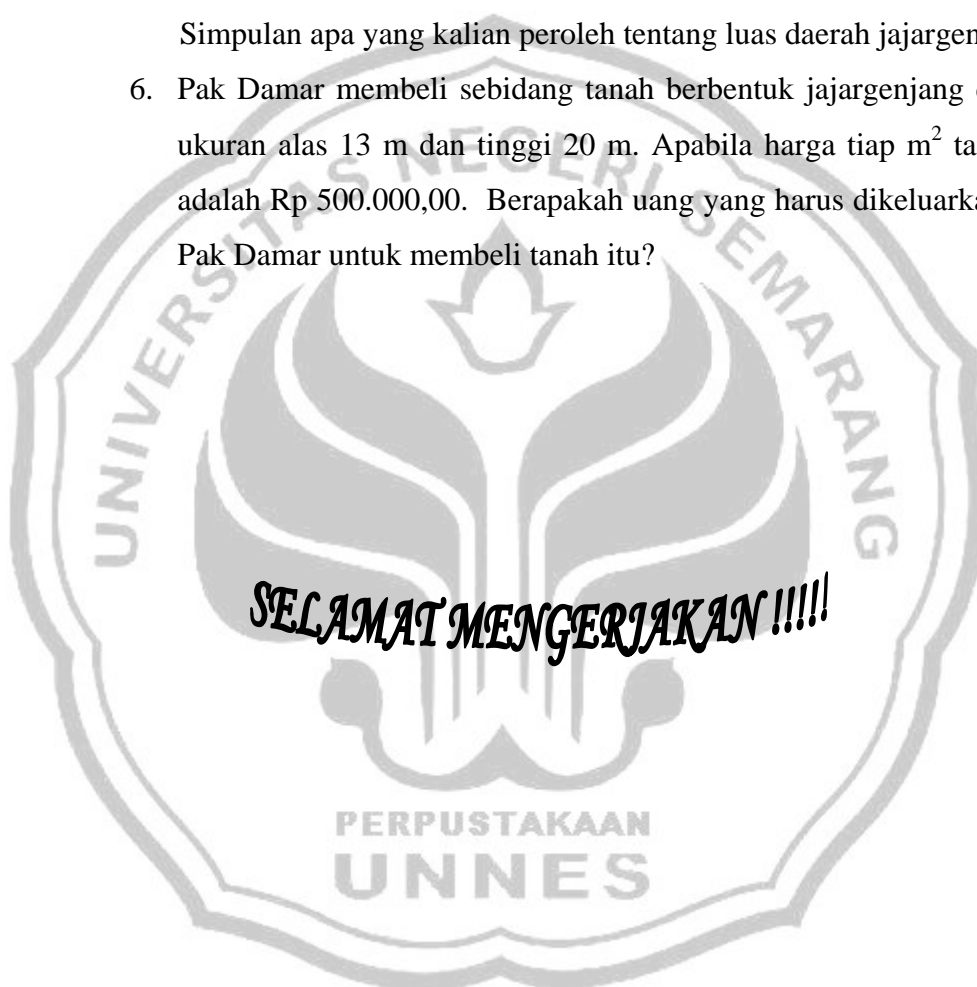 Simpulan apa yang kalian peroleh tentang luas daerah jajargen
6. Pak Damar membeli sebidang tanah berbentuk jajargenjang
ukuran alas 13 m dan tinggi 20 m. Apabila harga tiap m² ta
adalah Rp 500.000,00. Berapakah uang yang harus dikeluarka
Pak Damar untuk membeli tanah itu?
UNIVERSITAS NEGERI SEMARANG
SELAMAT MENGERJAKAN !!!!!
PERPUSTAKAAN
UNNES